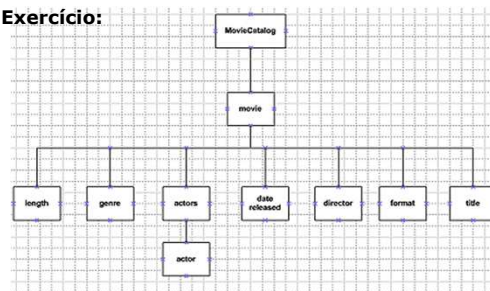 Exercício:
MovieCatalog
movie
length
genre
actors
date
released
director
format
title
actor